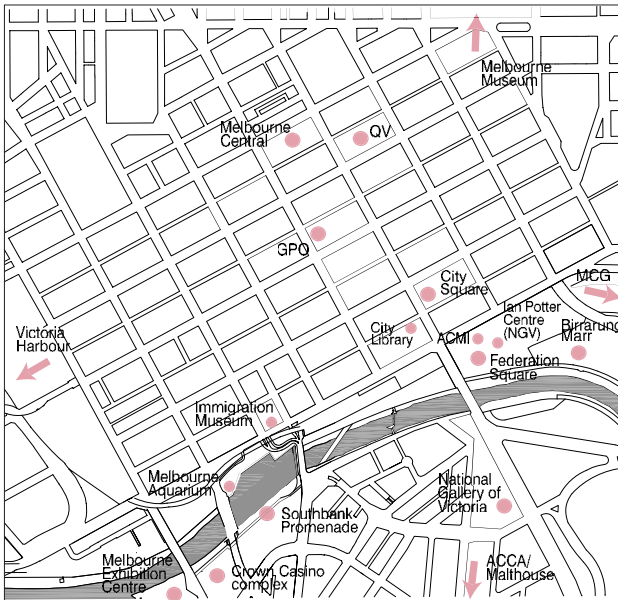 Melbourne
Museum
Melbourne
Central
QV
GPO
MCG
City
Square
Ian Potter
Centre
(NGV)
Birrarung
Marr
City
Library
ACMI
Federation
Square
Victoria
Harbour
Immigration
Museum
Melbourne
Aquarium
National
Gallery of
Victoria
Southbank
Promenade
Melbourne
Exhibition
Centre
Crown Casino
complex
ACCA/
Malthouse